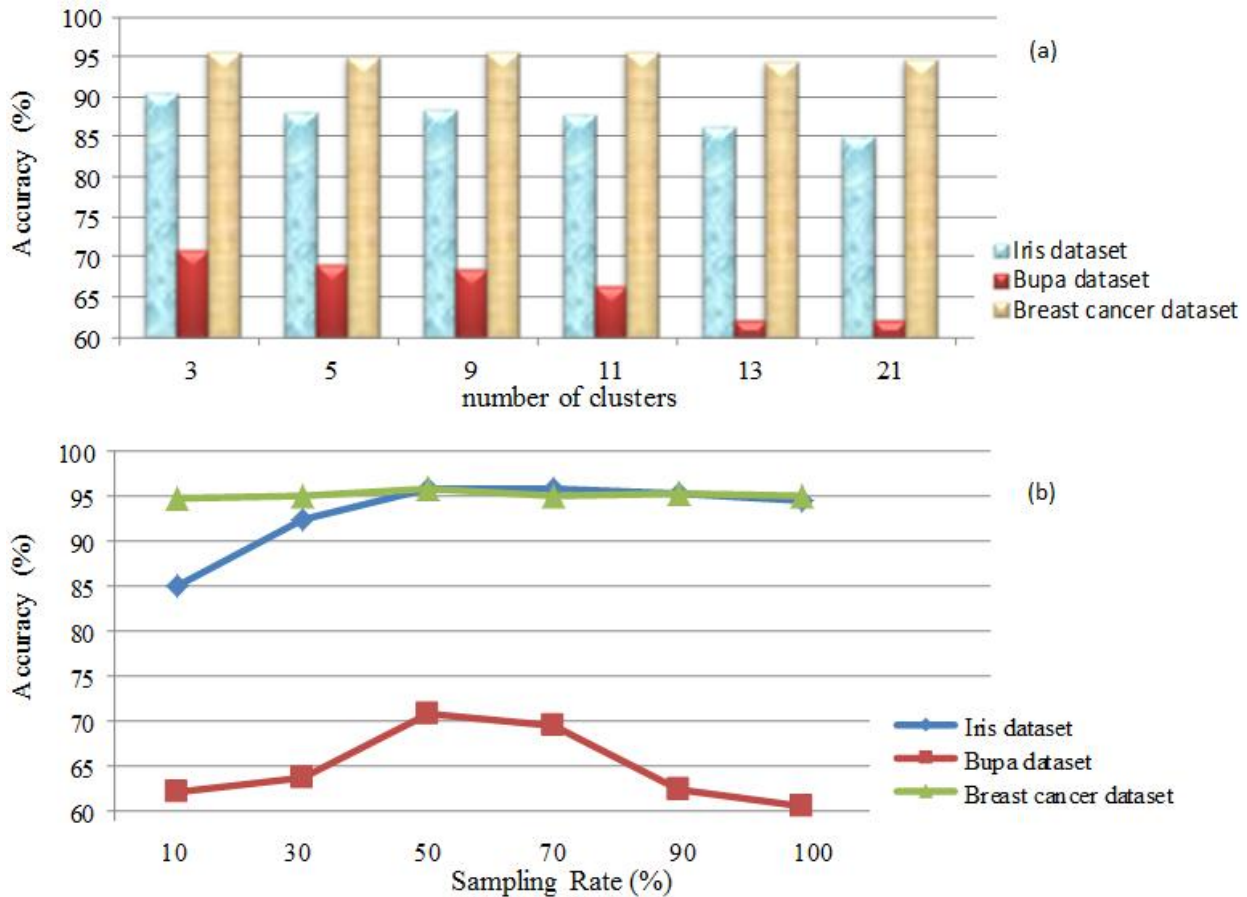 100
95
90
85
80
75
70
65
60
Accuracy (%)
(a)
3 5 9 11 13 21
number of clusters
Iris dataset
Bupa dataset
Breast cancer dataset
100
95
90
85
80
75
70
65
60
Accuracy (%)
(b)
10 30 50 70 90 100
Sampling Rate (%)
Iris dataset
Bupa dataset
Breast cancer dataset